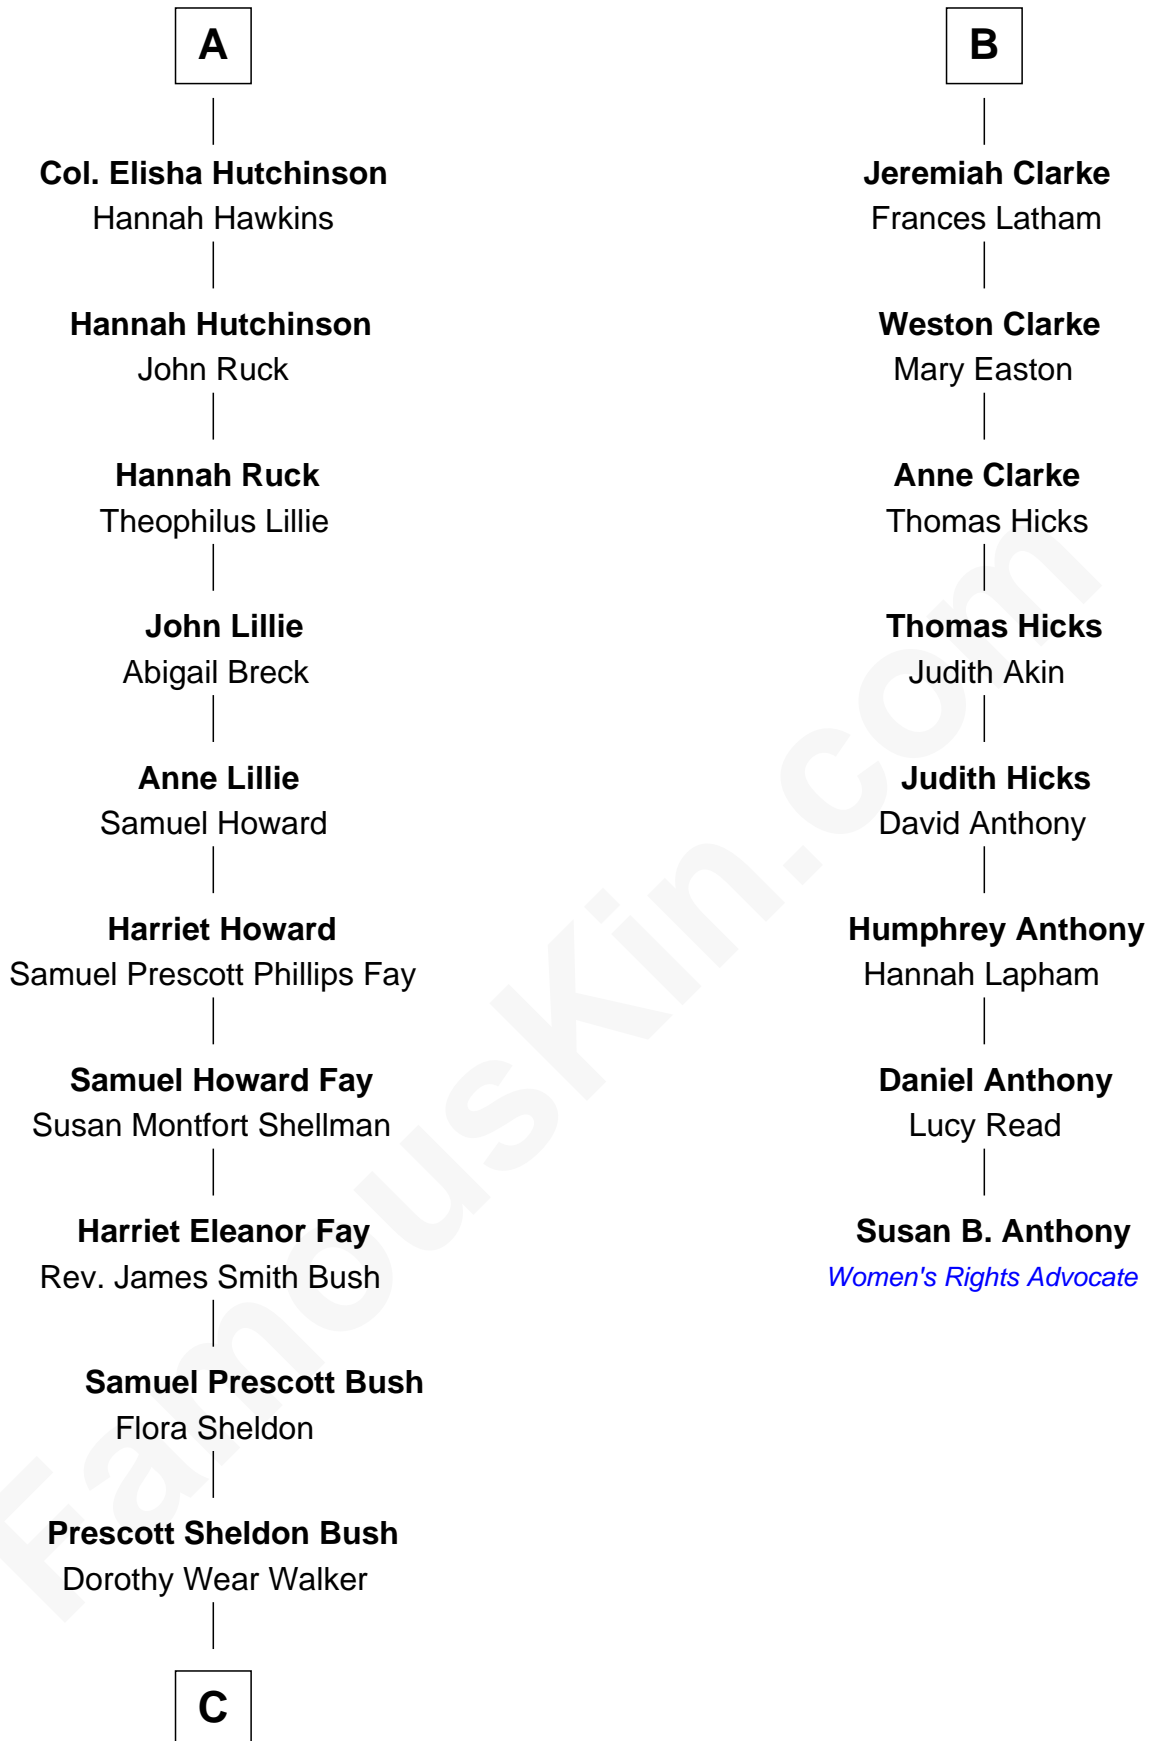 A
Col. Elisha Hutchinson
Hannah Hawkins
Hannah Hutchinson
John Ruck
Hannah Ruck
Theophilus Lillie
John Lillie
Abigail Breck
Anne Lillie
Samuel Howard
Harriet Howard
Samuel Prescott Phillips Fay
Samuel Howard Fay
Susan Montfort Shellman
Harriet Eleanor Fay
Rev. James Smith Bush
Samuel Prescott Bush
Flora Sheldon
Prescott Sheldon Bush
Dorothy Wear Walker
C
B
Jeremiah Clarke
Frances Latham
Weston Clarke
Mary Easton
Anne Clarke
Thomas Hicks
Thomas Hicks
Judith Akin
Judith Hicks
David Anthony
Humphrey Anthony
Hannah Lapham
Daniel Anthony
Lucy Read
Susan B. Anthony
Women's Rights Advocate
FamousKin.com